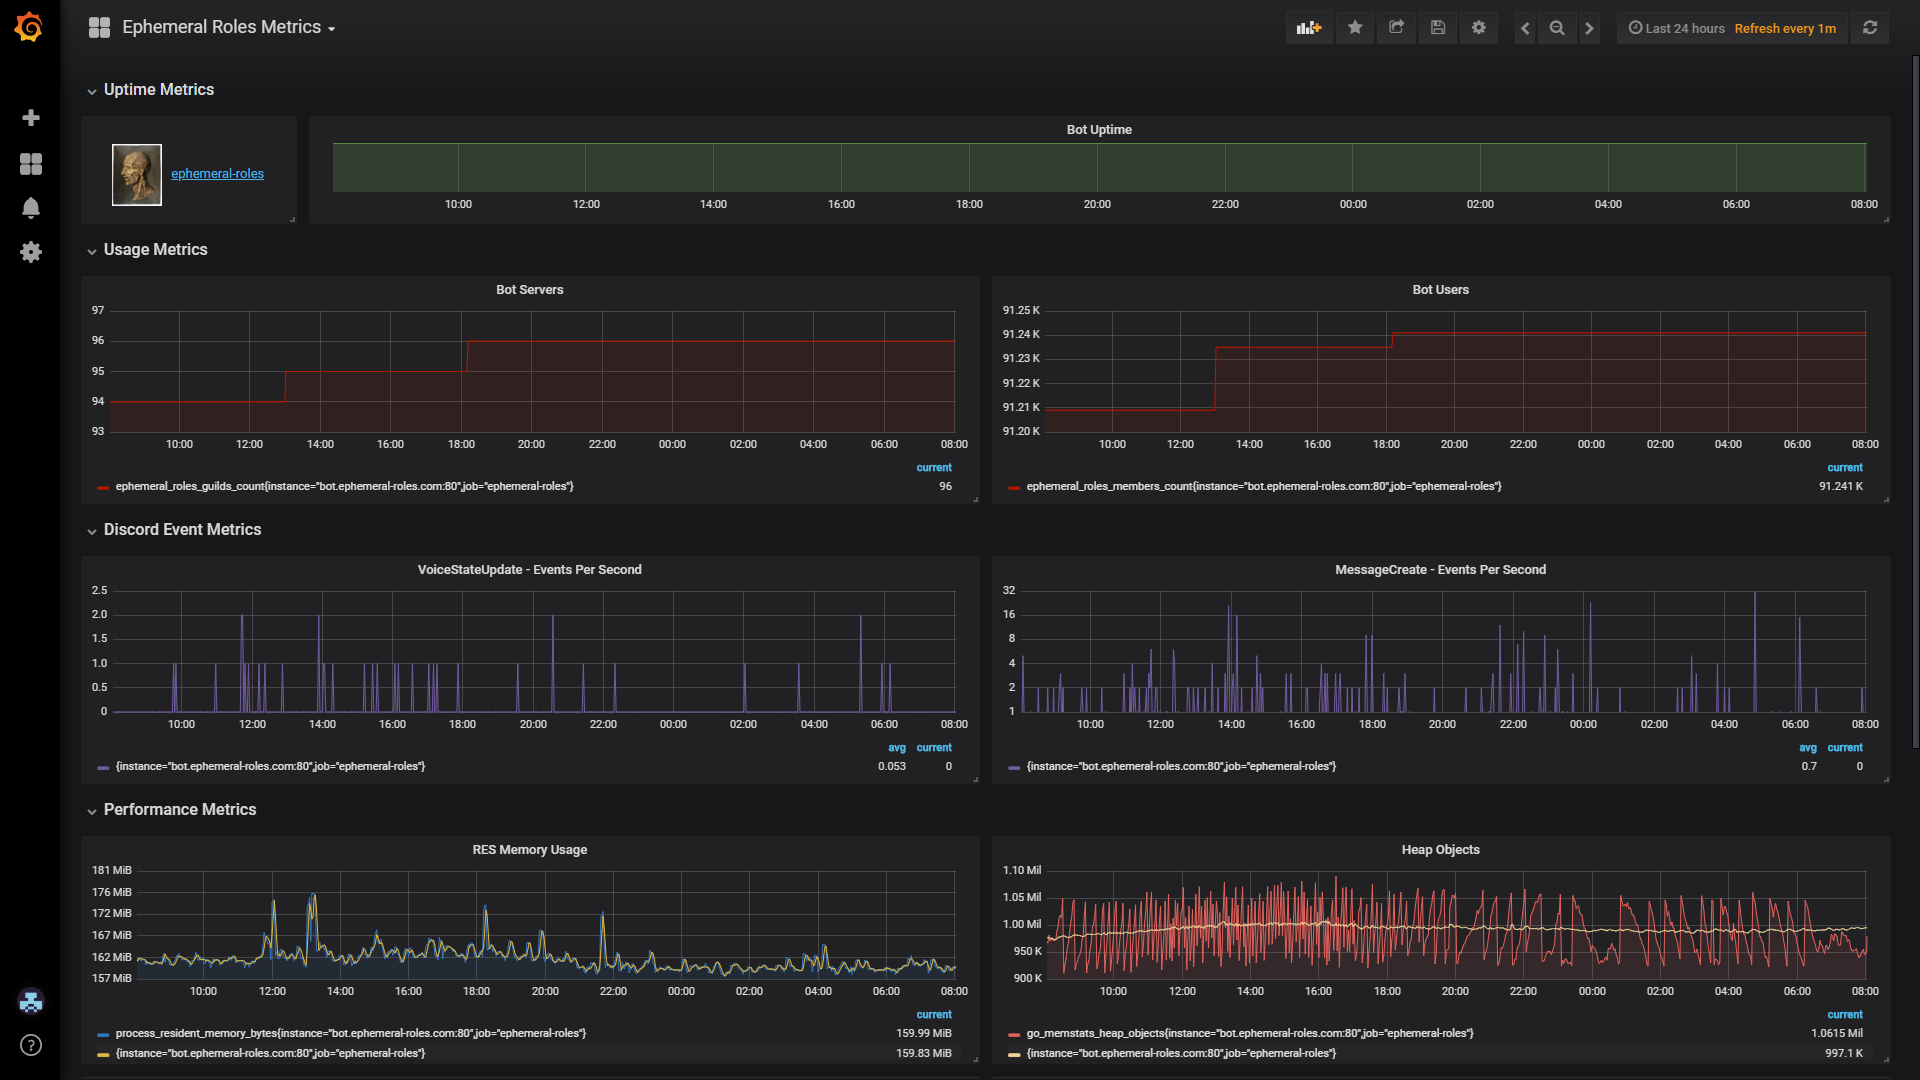 Ephemeral Roles Metrics
Last 24 hours Refresh every 1m
Uptime Metrics
ephemeral-roles
Bot Uptime
10:00 12:00 14:00 16:00 18:00 20:00 22:00 00:00 02:00 04:00 06:00 08:00
Usage Metrics
Bot Servers
97
96
95
94
93
10:00 12:00 14:00 16:00 18:00 20:00 22:00 00:00 02:00 04:00 06:00 08:00
current
ephemeral_roles_guilds_count{instance="bot.ephemeral-roles.com:80",job="ephemeral-roles"} 96
Bot Users
91.25 K
91.24 K
91.23 K
91.22 K
91.21 K
91.20 K
10:00 12:00 14:00 16:00 18:00 20:00 22:00 00:00 02:00 04:00 06:00 08:00
current
ephemeral_roles_members_count{instance="bot.ephemeral-roles.com:80",job="ephemeral-roles"} 91.241 K
Discord Event Metrics
VoiceStateUpdate - Events Per Second
2.5
2.0
1.5
1.0
0.5
0
10:00 12:00 14:00 16:00 18:00 20:00 22:00 00:00 02:00 04:00 06:00 08:00
avg current
{instance="bot.ephemeral-roles.com:80",job="ephemeral-roles"} 0.053 0
MessageCreate - Events Per Second
32
16
8
4
2
1
10:00 12:00 14:00 16:00 18:00 20:00 22:00 00:00 02:00 04:00 06:00 08:00
avg current
{instance="bot.ephemeral-roles.com:80",job="ephemeral-roles"} 0.7 0
Performance Metrics
RES Memory Usage
181 MiB
176 MiB
172 MiB
167 MiB
162 MiB
157 MiB
10:00 12:00 14:00 16:00 18:00 20:00 22:00 00:00 02:00 04:00 06:00 08:00
current
process_resident_memory_bytes{instance="bot.ephemeral-roles.com:80",job="ephemeral-roles"} 159.99 MiB
{instance="bot.ephemeral-roles.com:80",job="ephemeral-roles"} 159.83 MiB
Heap Objects
1.10 Mil
1.05 Mil
1.00 Mil
950 K
900 K
10:00 12:00 14:00 16:00 18:00 20:00 22:00 00:00 02:00 04:00 06:00 08:00
current
go_memstats_heap_objects{instance="bot.ephemeral-roles.com:80",job="ephemeral-roles"} 1.0615 Mil
{instance="bot.ephemeral-roles.com:80",job="ephemeral-roles"} 997.1 K